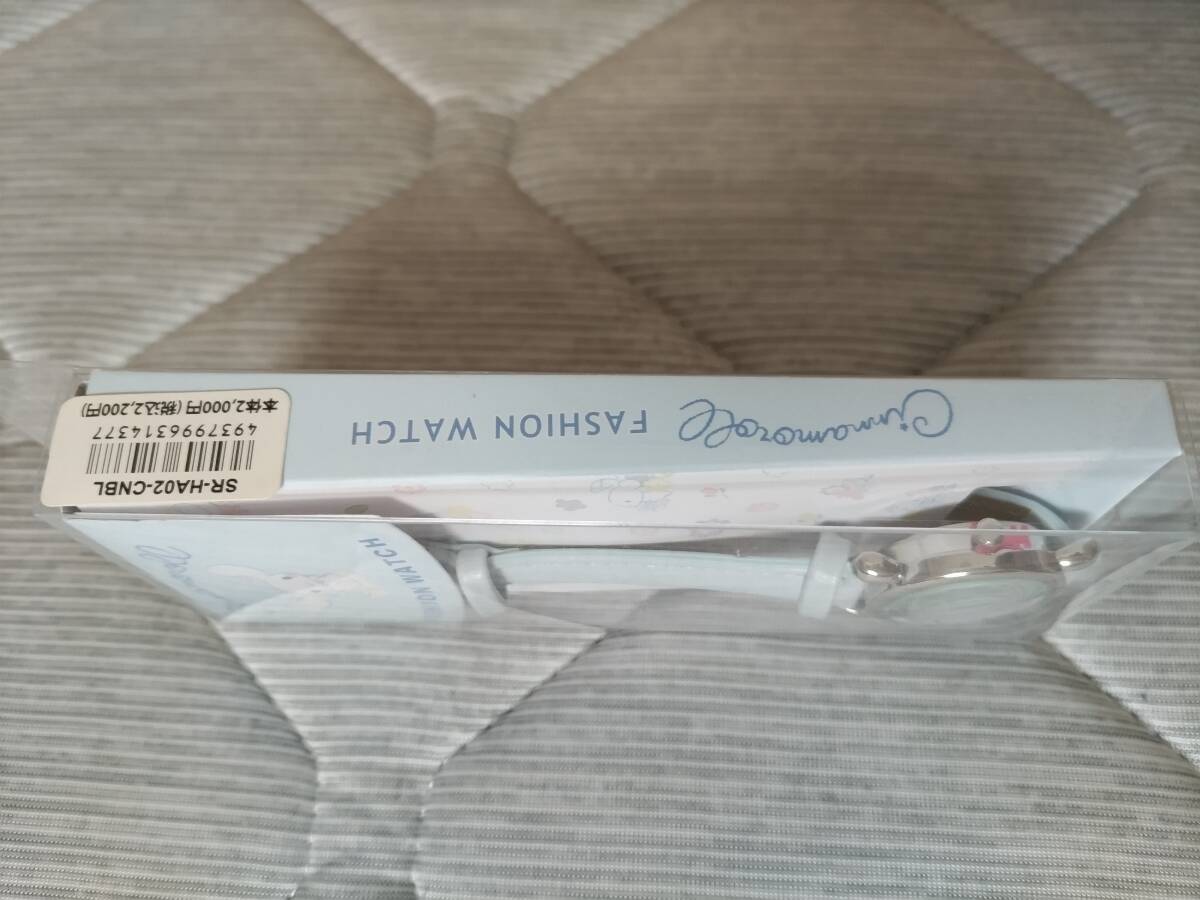 Cinnamoroll FASHION WATCH
SR-HA02-CNBL
4937996314377
本体2,000円(税込2,200円)
FASHION WATCH